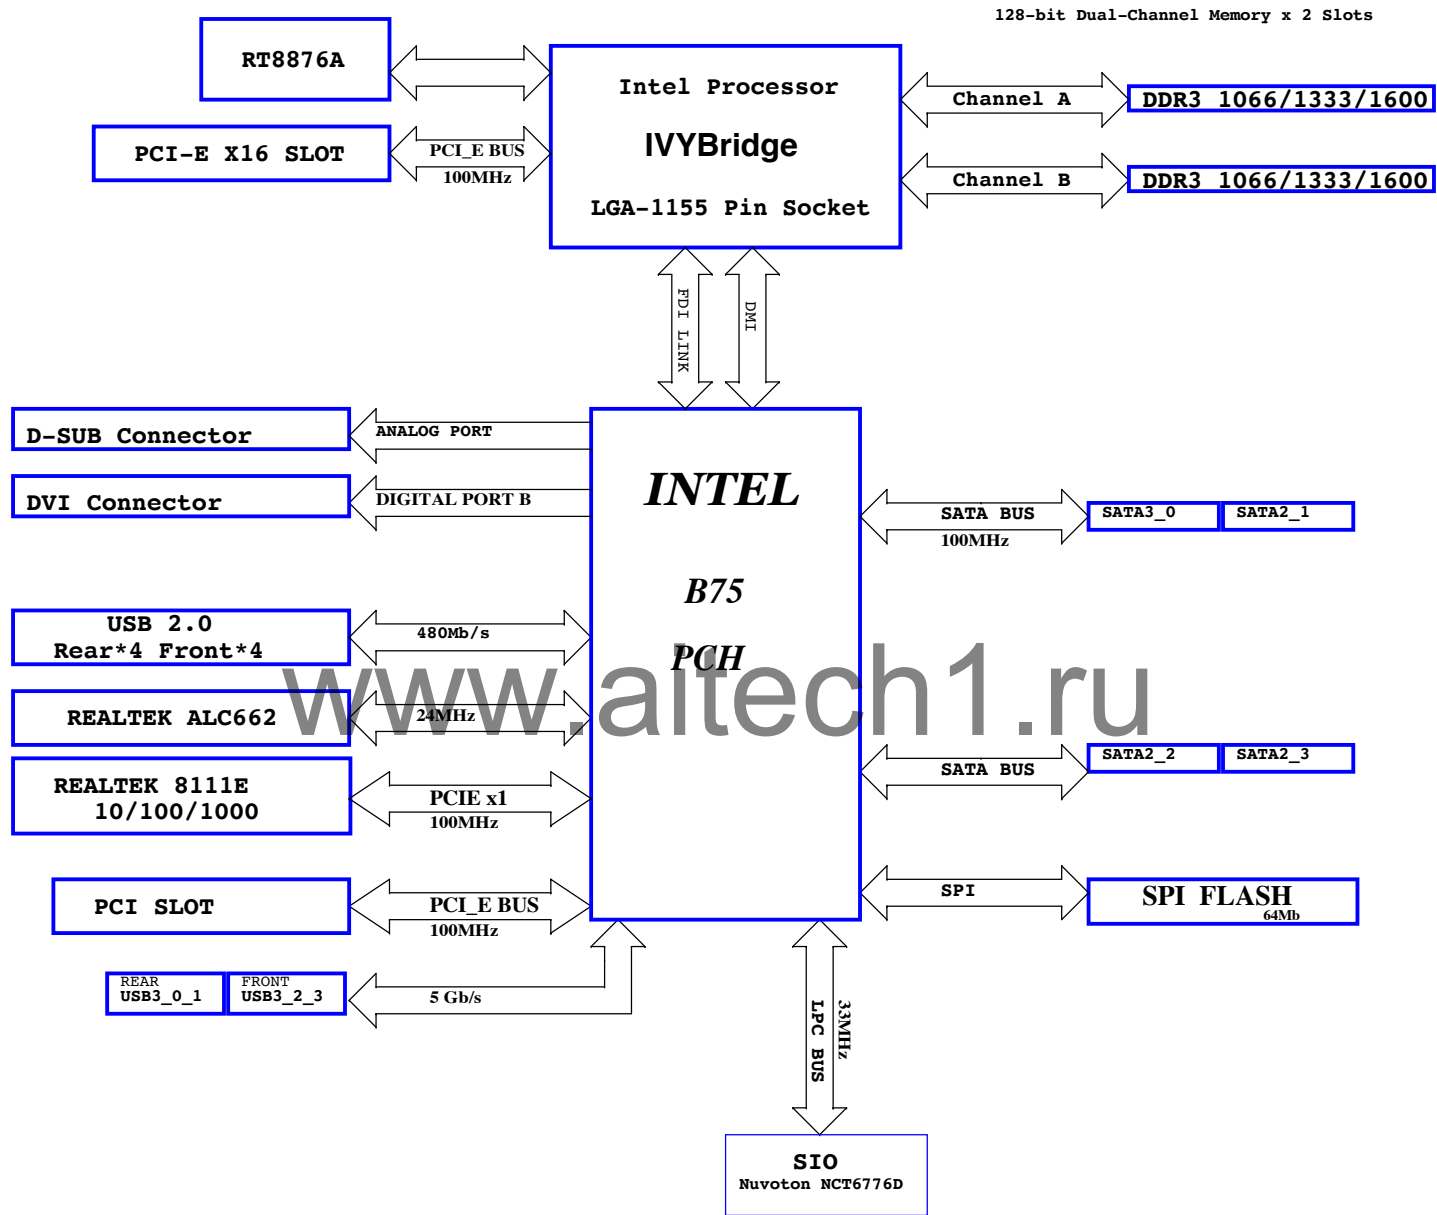 128-bit Dual-Channel Memory x 2 Slots
RT8876A
Intel Processor
IVYBridge
LGA-1155 Pin Socket
Channel A
DDR3 1066/1333/1600
PCI-E X16 SLOT
PCI_E BUS
100MHz
Channel B
DDR3 1066/1333/1600
FDI LINK
DMI
D-SUB Connector
ANALOG PORT
DVI Connector
DIGITAL PORT B
INTEL
B75
PCH
SATA BUS
100MHz
SATA3_0
SATA2_1
USB 2.0
Rear*4 Front*4
480Mb/s
www.altech1.ru
REALTEK ALC662
24MHz
REALTEK 8111E
10/100/1000
PCIE x1
100MHz
SATA BUS
SATA2_2
SATA2_3
PCI SLOT
PCI_E BUS
100MHz
SPI
SPI FLASH
64Mb
REAR
USB3_0_1
FRONT
USB3_2_3
5 Gb/s
33MHz
LPC BUS
SIO
Nuvoton NCT6776D